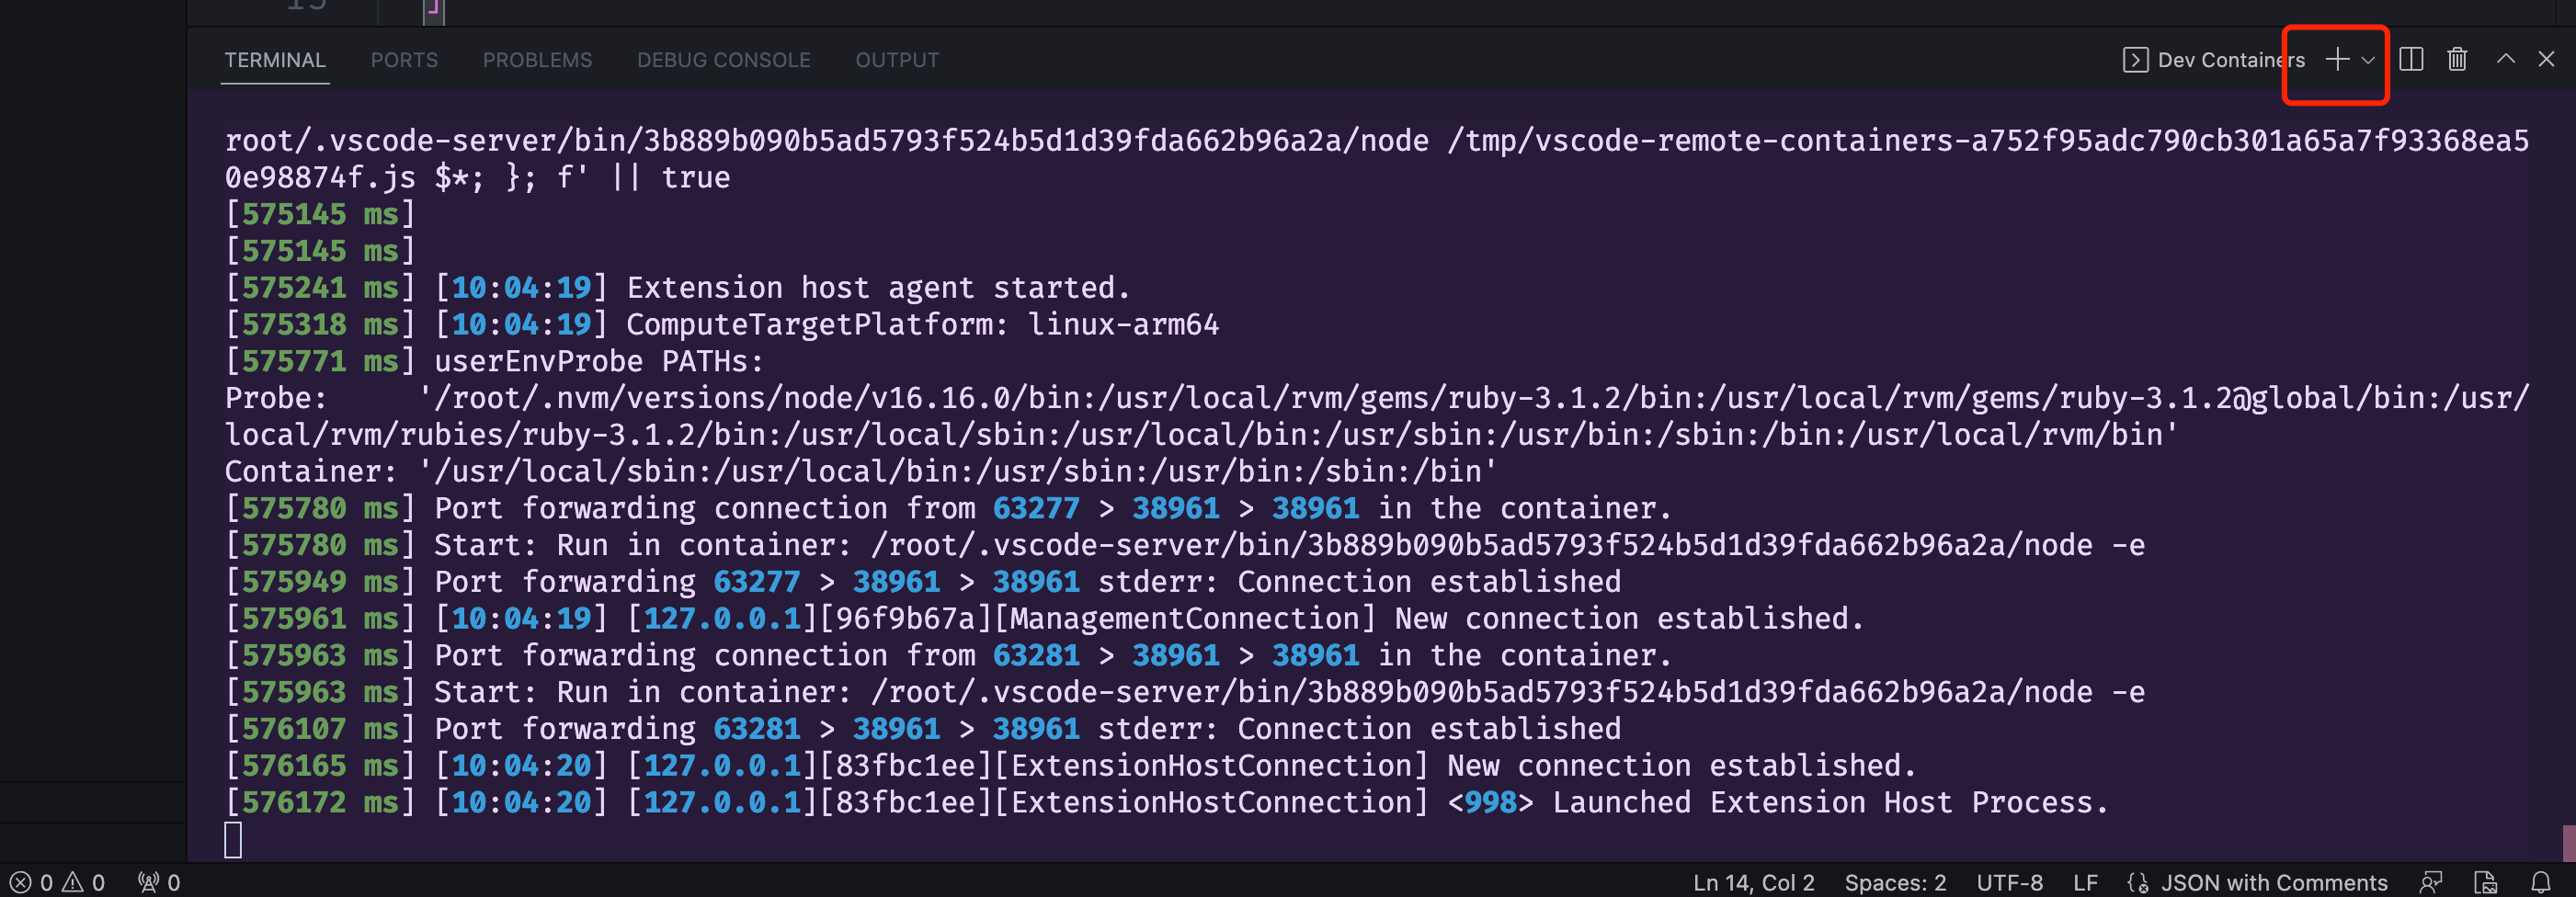 15
]
TERMINAL PORTS PROBLEMS DEBUG CONSOLE OUTPUT Dev Containers
root/.vscode-server/bin/3b889b090b5ad5793f524b5d1d39fda662b96a2a/node /tmp/vscode-remote-containers-a752f95adc790cb301a65a7f93368ea5
0e98874f.js $*; }; f' || true
[575145 ms]
[575145 ms]
[575241 ms] [10:04:19] Extension host agent started.
[575318 ms] [10:04:19] ComputeTargetPlatform: linux-arm64
[575771 ms] userEnvProbe PATHs:
Probe:     '/root/.nvm/versions/node/v16.16.0/bin:/usr/local/rvm/gems/ruby-3.1.2/bin:/usr/local/rvm/gems/ruby-3.1.2@global/bin:/usr/
local/rvm/rubies/ruby-3.1.2/bin:/usr/local/sbin:/usr/local/bin:/usr/sbin:/usr/bin:/sbin:/bin:/usr/local/rvm/bin'
Container: '/usr/local/sbin:/usr/local/bin:/usr/sbin:/usr/bin:/sbin:/bin'
[575780 ms] Port forwarding connection from 63277 > 38961 > 38961 in the container.
[575780 ms] Start: Run in container: /root/.vscode-server/bin/3b889b090b5ad5793f524b5d1d39fda662b96a2a/node -e
[575949 ms] Port forwarding 63277 > 38961 > 38961 stderr: Connection established
[575961 ms] [10:04:19] [127.0.0.1][96f9b67a][ManagementConnection] New connection established.
[575963 ms] Port forwarding connection from 63281 > 38961 > 38961 in the container.
[575963 ms] Start: Run in container: /root/.vscode-server/bin/3b889b090b5ad5793f524b5d1d39fda662b96a2a/node -e
[576107 ms] Port forwarding 63281 > 38961 > 38961 stderr: Connection established
[576165 ms] [10:04:20] [127.0.0.1][83fbc1ee][ExtensionHostConnection] New connection established.
[576172 ms] [10:04:20] [127.0.0.1][83fbc1ee][ExtensionHostConnection] <998> Launched Extension Host Process.
0 0 0 Ln 14, Col 2 Spaces: 2 UTF-8 LF JSON with Comments